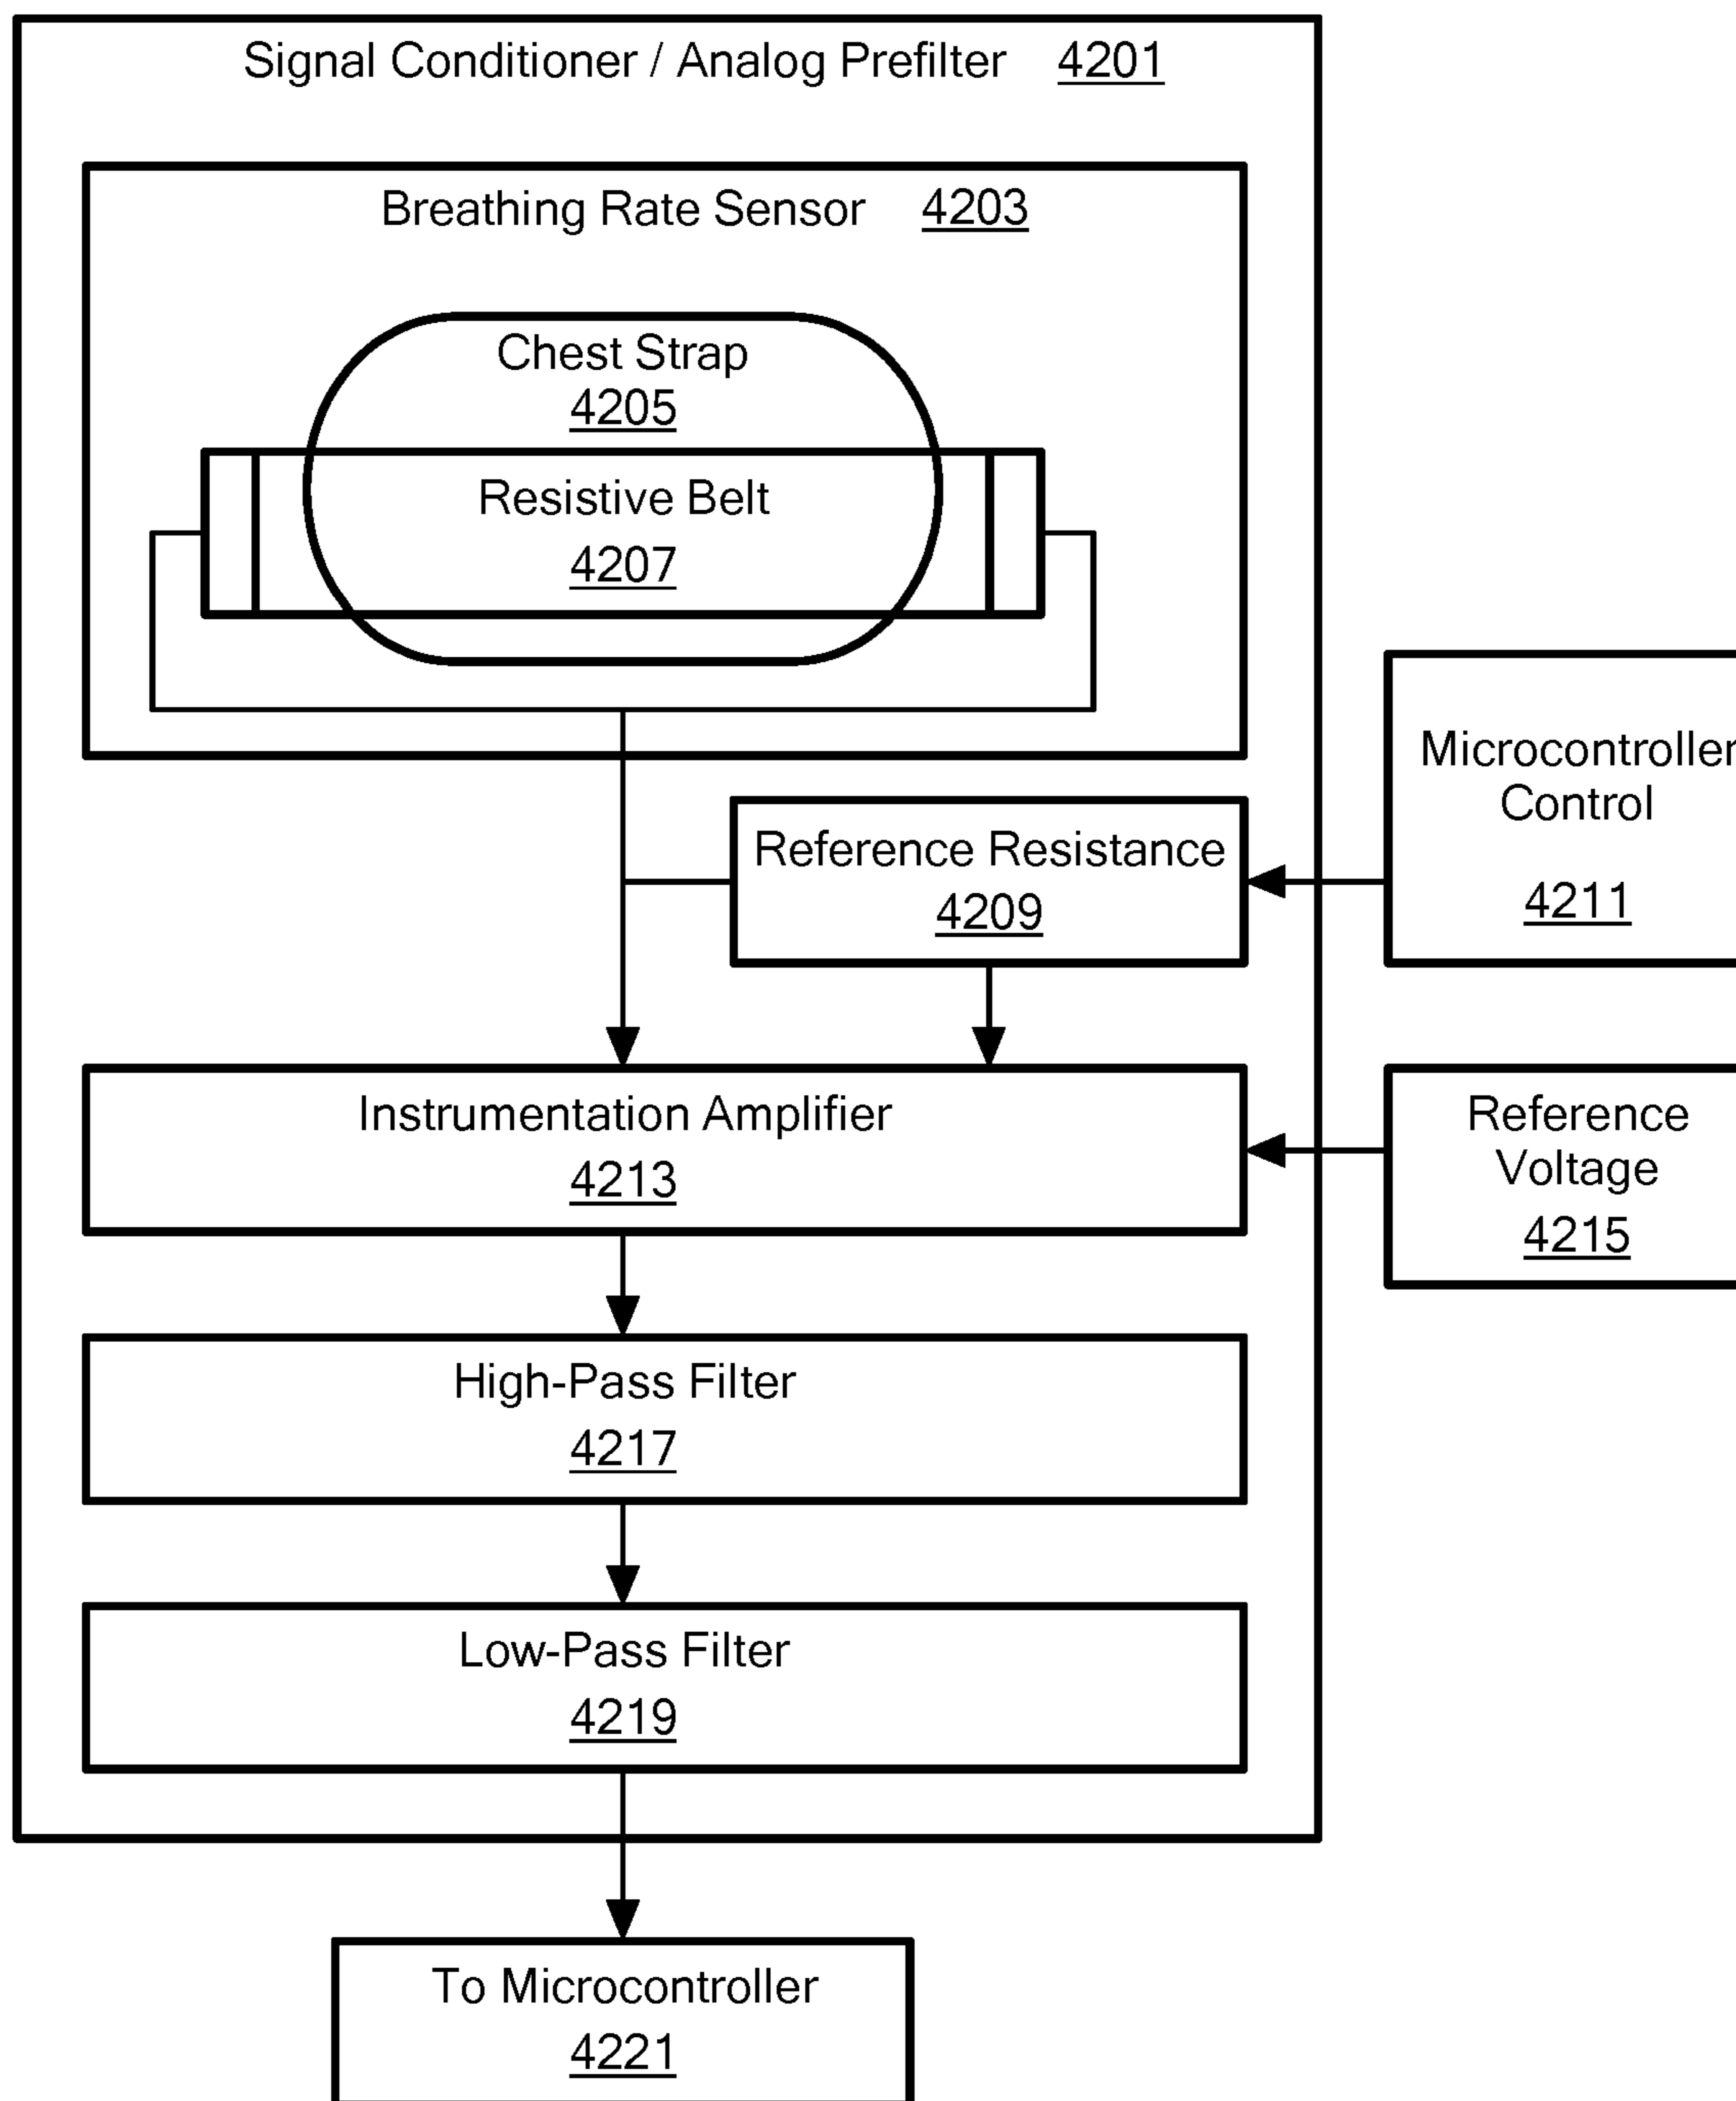 Signal Conditioner / Analog Prefilter 4201
Breathing Rate Sensor 4203
Chest Strap
4205
Resistive Belt
4207
Microcontroller
Control
4211
Reference Resistance
4209
Instrumentation Amplifier
4213
Reference
Voltage
4215
High-Pass Filter
4217
Low-Pass Filter
4219
To Microcontroller
4221